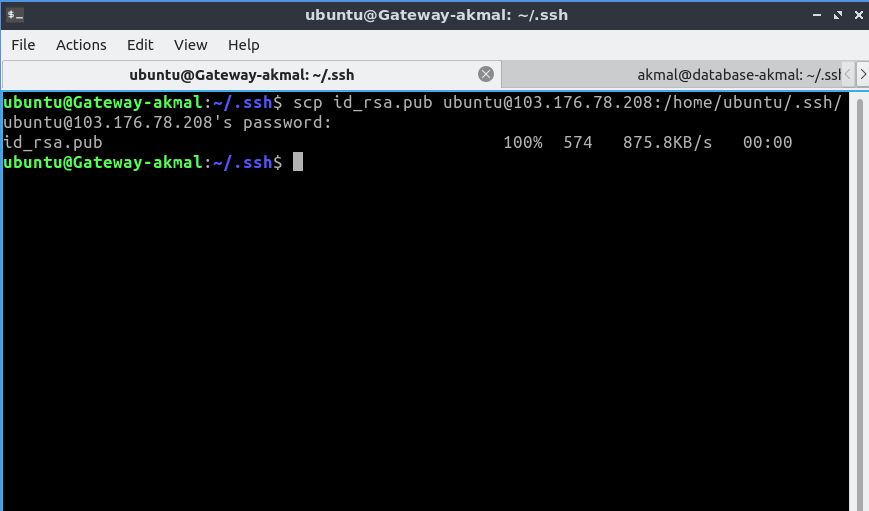 ubuntu@Gateway-akmal: ~/.ssh
File Actions Edit View Help
ubuntu@Gateway-akmal: ~/.ssh akmal@database-akmal: ~/.ssh
ubuntu@Gateway-akmal:~/.ssh$ scp id_rsa.pub ubuntu@103.176.78.208:/home/ubuntu/.ssh/
ubuntu@103.176.78.208's password:
id_rsa.pub 100% 574 875.8KB/s 00:00
ubuntu@Gateway-akmal:~/.ssh$